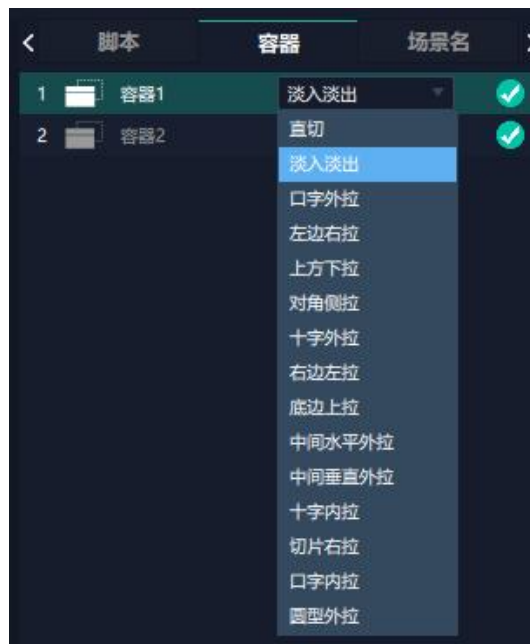 < 脚本 容器 场景名
1 容器1 淡入淡出
2 容器2
直切
淡入淡出
口字外拉
左边右拉
上方下拉
对角侧拉
十字外拉
右边左拉
底边上拉
中间水平外拉
中间垂直外拉
十字内拉
切片右拉
口字内拉
圆型外拉